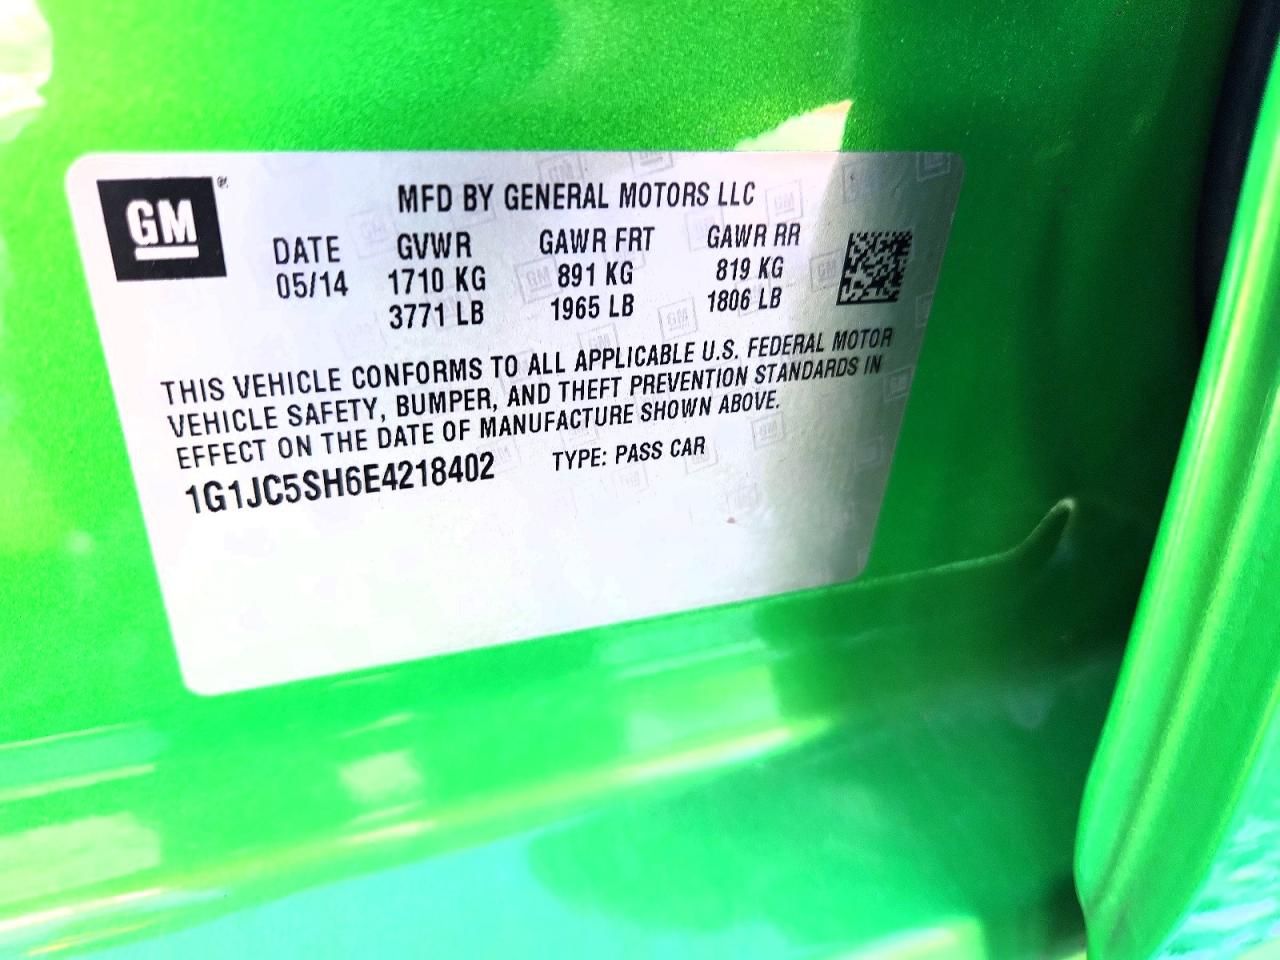 GM®
MFD BY GENERAL MOTORS LLC
DATE GVWR GAWR FRT GAWR RR
05/14 1710 KG 891 KG 819 KG
3771 LB 1965 LB 1806 LB
THIS VEHICLE CONFORMS TO ALL APPLICABLE U.S. FEDERAL MOTOR
VEHICLE SAFETY, BUMPER, AND THEFT PREVENTION STANDARDS IN
EFFECT ON THE DATE OF MANUFACTURE SHOWN ABOVE.
1G1JC5SH6E4218402 TYPE: PASS CAR